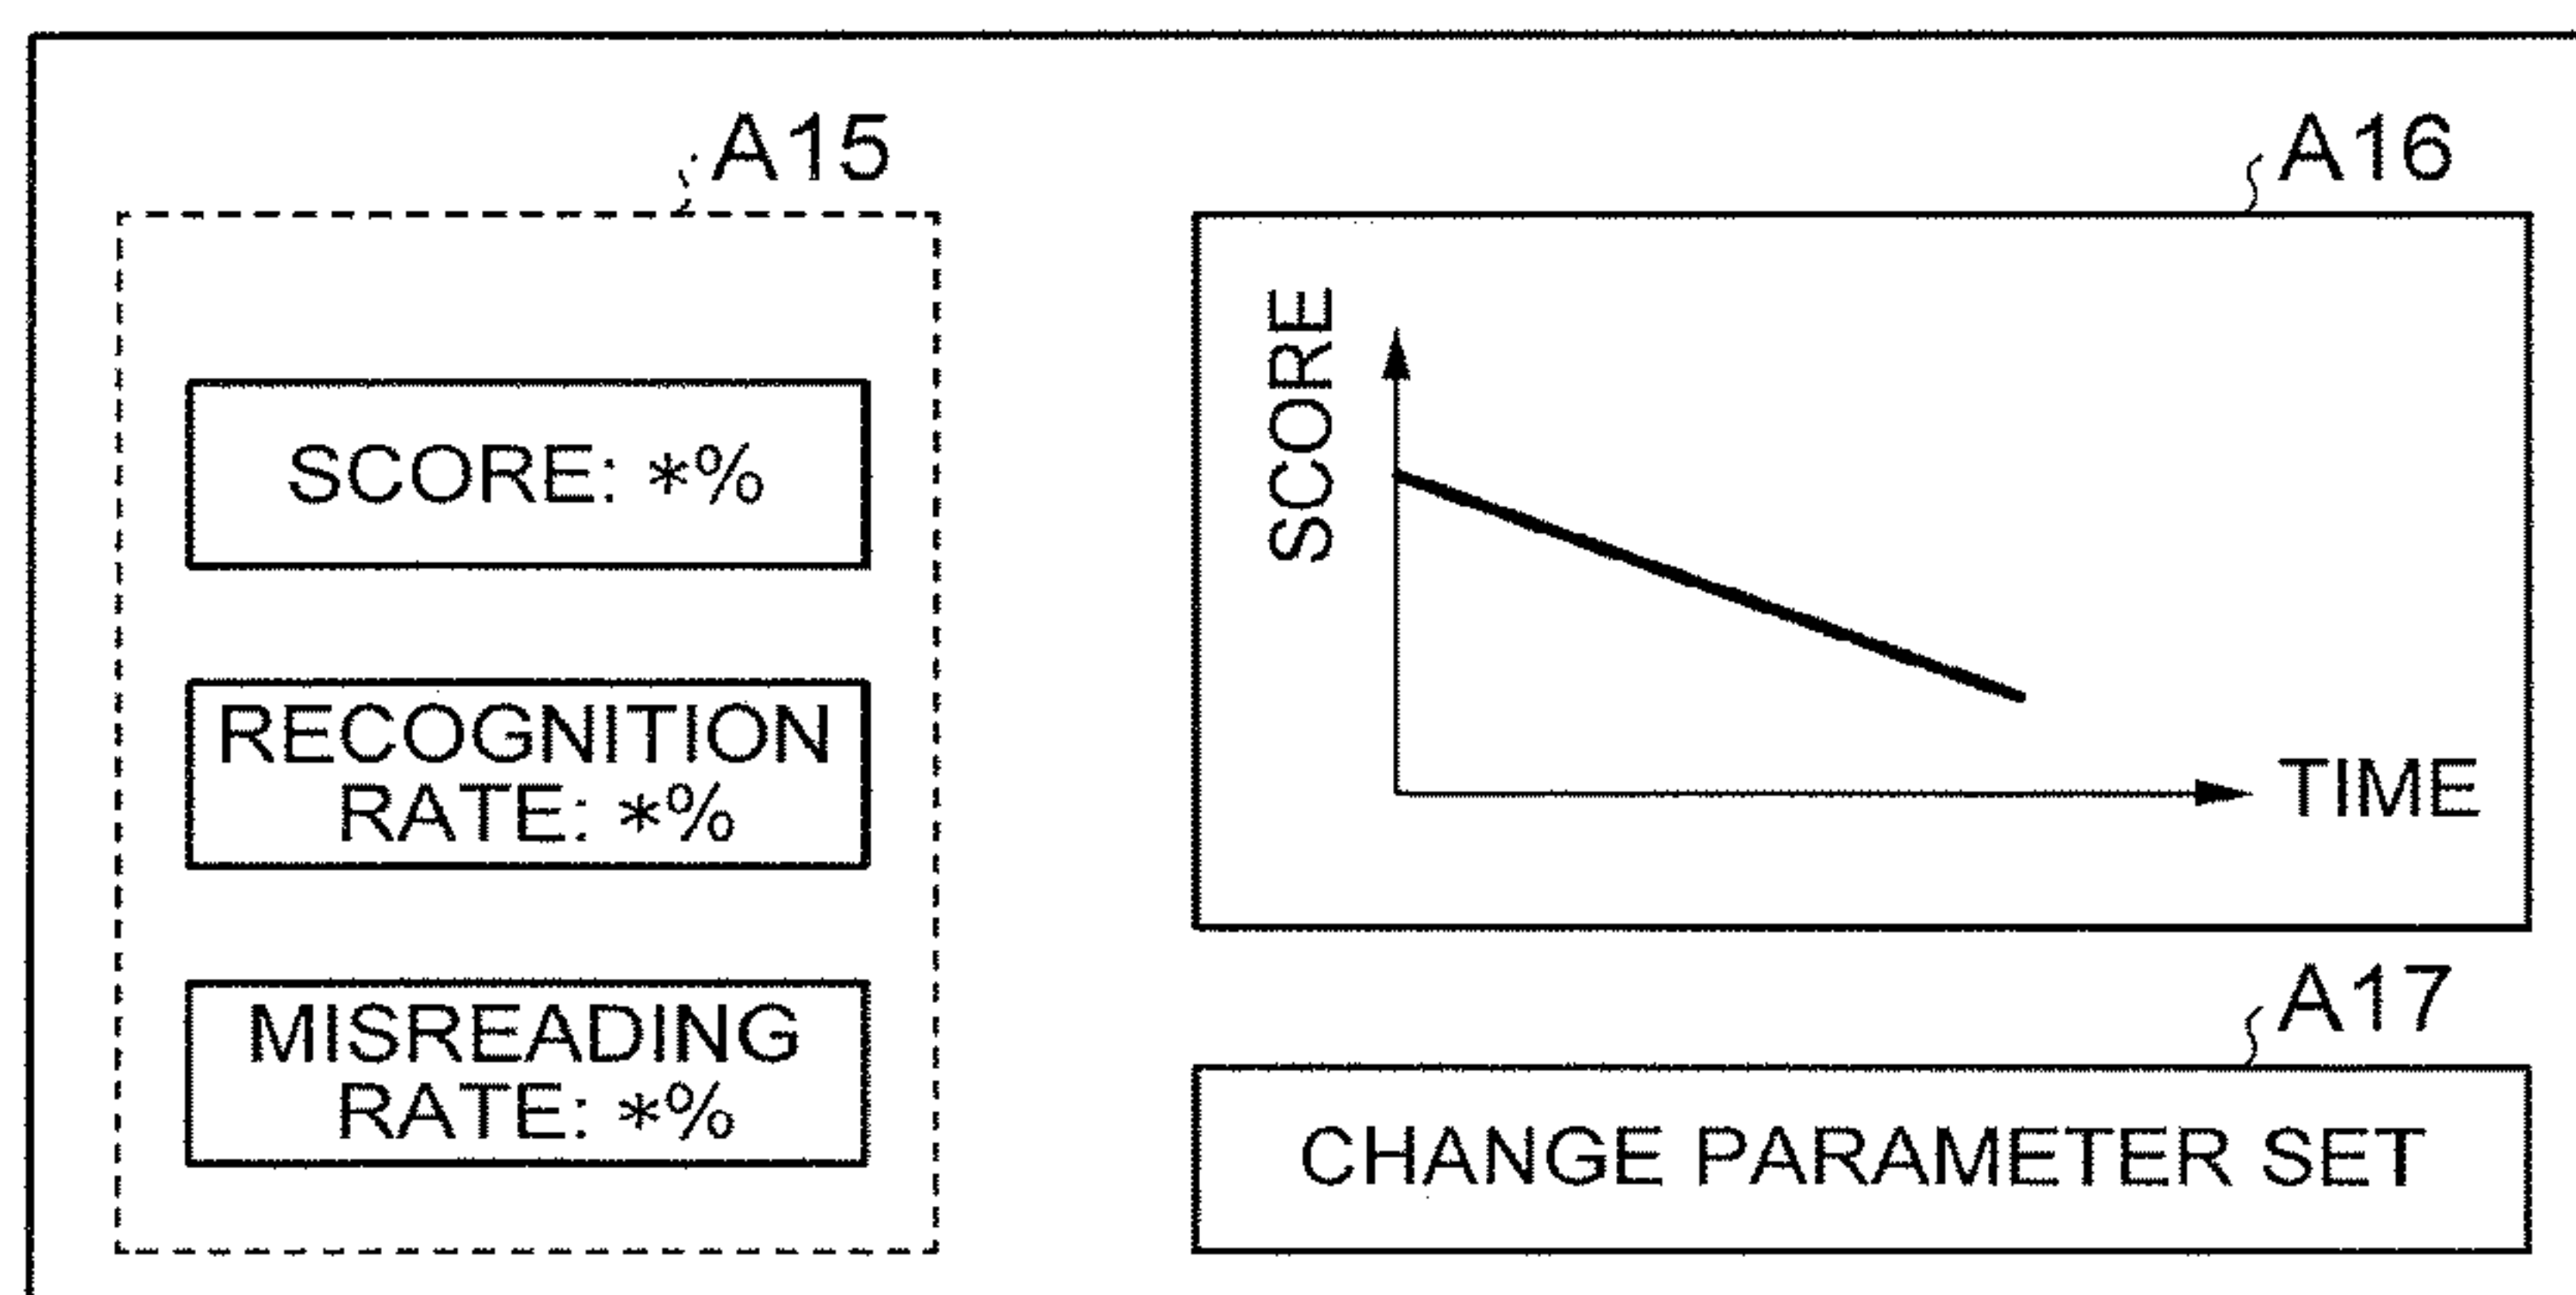 A15
SCORE: *%
RECOGNITION
RATE: *%
MISREADING
RATE: *%
A16
SCORE
TIME
A17
CHANGE PARAMETER SET